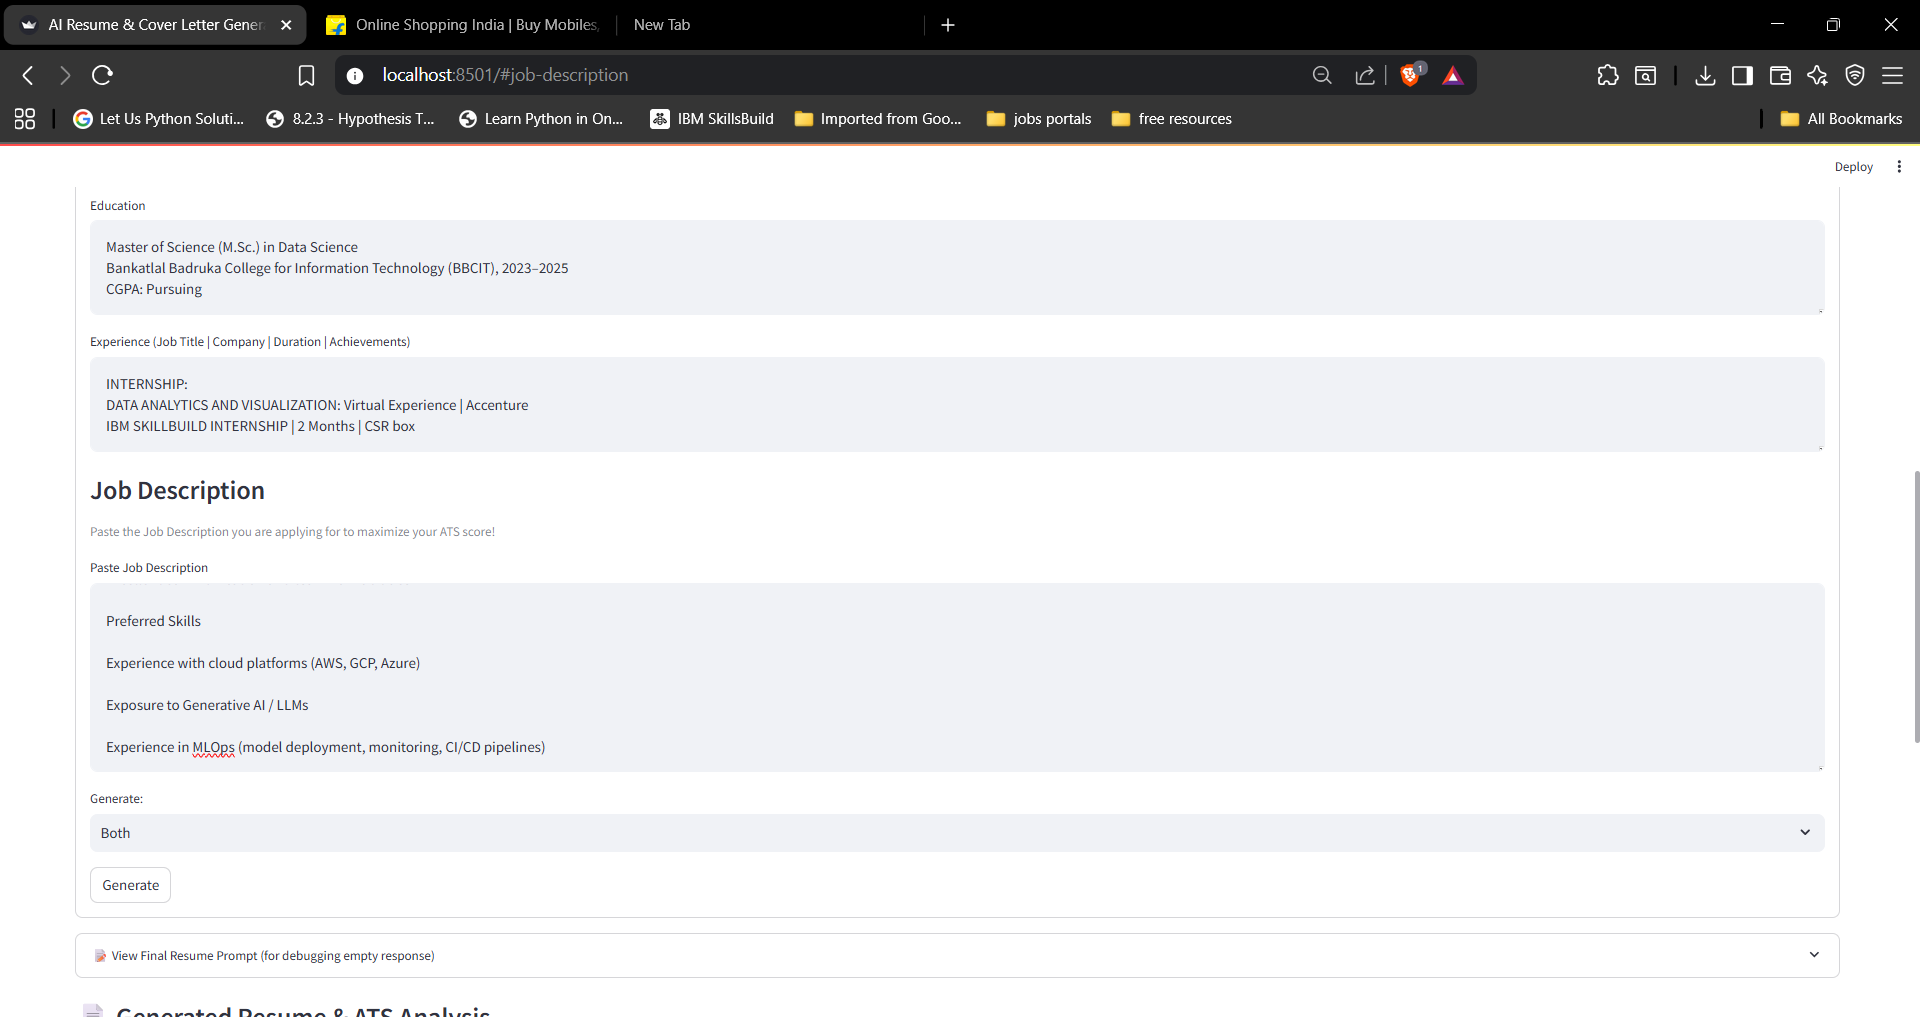 AI Resume & Cover Letter Gener
Online Shopping India | Buy Mobiles,
New Tab
localhost:8501/#job-description
1
Let Us Python Soluti...
8.2.3 - Hypothesis T...
Learn Python in On...
IBM SkillsBuild
Imported from Goo...
jobs portals
free resources
All Bookmarks
Deploy
Education
Master of Science (M.Sc.) in Data Science
Bankatlal Badruka College for Information Technology (BBCIT), 2023–2025
CGPA: Pursuing
Experience (Job Title | Company | Duration | Achievements)
INTERNSHIP:
DATA ANALYTICS AND VISUALIZATION: Virtual Experience | Accenture
IBM SKILLBUILD INTERNSHIP | 2 Months | CSR box
Job Description
Paste the Job Description you are applying for to maximize your ATS score!
Paste Job Description
Preferred Skills
Experience with cloud platforms (AWS, GCP, Azure)
Exposure to Generative AI / LLMs
Experience in MLOps (model deployment, monitoring, CI/CD pipelines)
Generate:
Both
Generate
View Final Resume Prompt (for debugging empty response)
Generated Resume & ATS Analysis